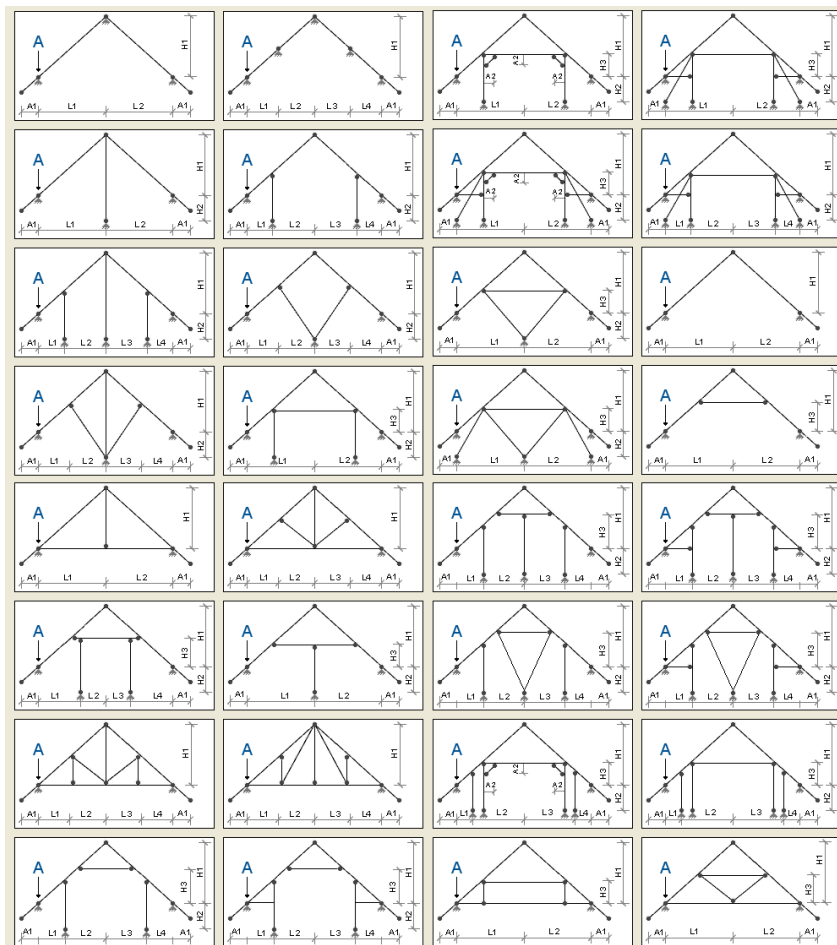 A H1 A H1 A A2 H3 H1 A H3 H1
A2 A2 H2 H2
A1 L1 L2 A1 A1 L1 L2 L3 L4 A1 A1 L1 L2 A1 A1 L1 L2 A1
A H1 A H1 A A2 H3 H1 A H3 H1
H2 H2 A2 A2 H2 H2
A1 L1 L2 A1 A1 L1 L2 L3 L4 A1 A1 L1 L2 A1 A1 L1 L2 A1
A H1 A H1 A H3 H1 A H1
H2 H2 H2
A1 L1 L2 L3 L4 A1 A1 L1 L2 L3 L4 A1 A1 L1 L2 A1 A1 L1 L2 A1
A H1 A H3 H1 A H3 H1 A H3 H1
H2 H2 H2
A1 L1 L2 L3 L4 A1 A1 L1 L2 A1 A1 L1 L2 A1 A1 L1 L2 A1
A H1 A H1 A H3 H1 A H3 H1
H2 H2
A1 L1 L2 A1 A1 L1 L2 L3 L4 A1 A1 L1 L2 L3 L4 A1 A1 L1 L2 L3 L4 A1
A H3 H1 A H3 H1 A H3 H1 A H3 H1
H2 H2 H2 H2
A1 L1 L2 L3 L4 A1 A1 L1 L2 A1 A1 L1 L2 L3 L4 A1 A1 L1 L2 L3 L4 A1
A H1 A H1 A A2 H3 H1 A H3 H1
A2 A2 H2 H2
A1 L1 L2 L3 L4 A1 A1 L1 L2 L3 L4 A1 A1 L1 L2 L3 L4 A1 A1 L1 L2 L3 L4 A1
A H3 H1 A H3 H1 A H3 H1 A H3 H1
H2 H2
A1 L1 L2 L3 L4 A1 A1 L1 L2 L3 L4 A1 A1 L1 L2 A1 A1 L1 L2 A1